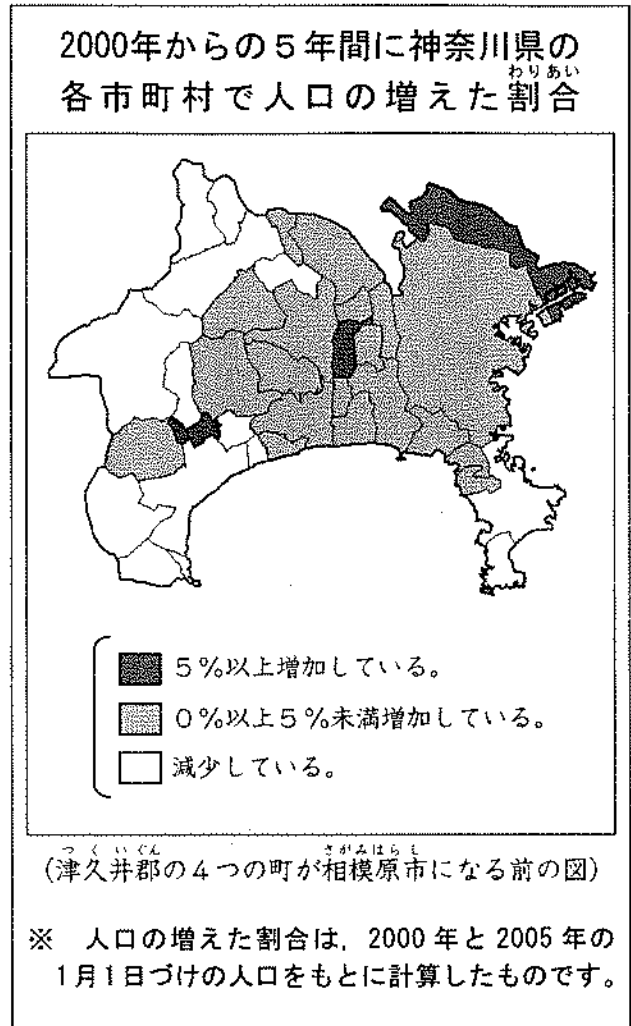 2000年からの5年間に神奈川県の
わりあい
各市町村で人口の増えた割合
5%以上増加している。
0%以上5%未満増加している。
減少している。
つくいぐん さがみはらし
(津久井郡の4つの町が相模原市になる前の図)
※ 人口の増えた割合は，2000年と2005年の
1月1日づけの人口をもとに計算したものです。